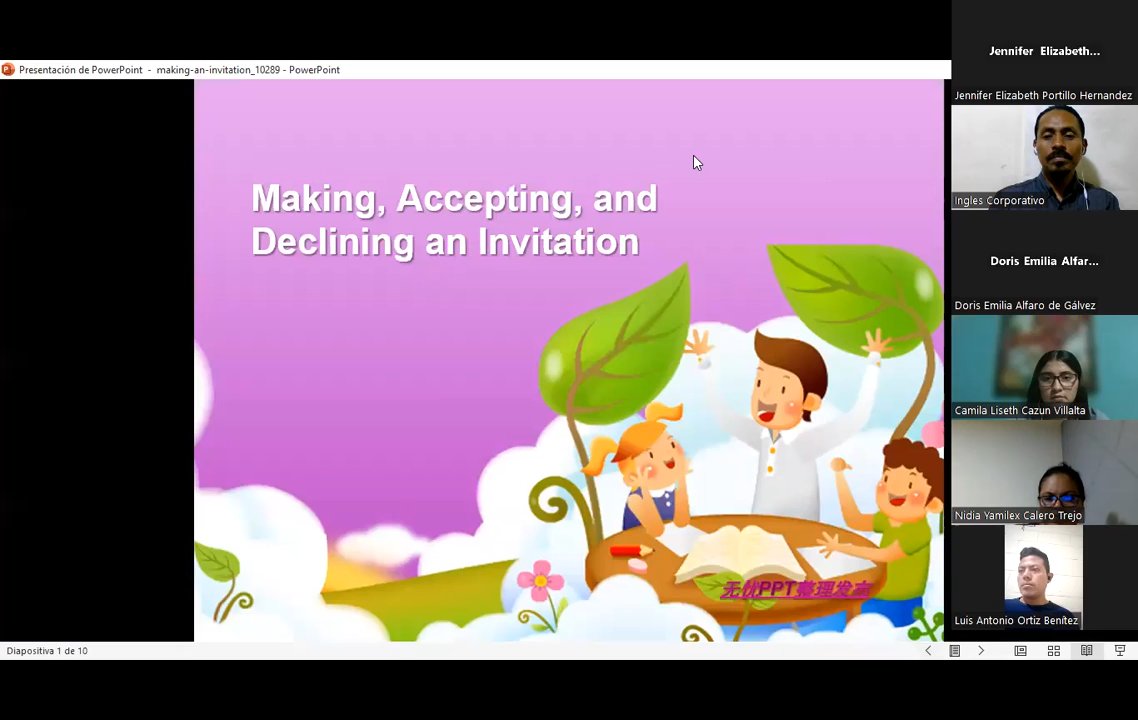 Presentación de PowerPoint - making-an-invitation_10289 - PowerPoint
Making, Accepting, and
Declining an Invitation
无忧PPT整理发布
Diapositiva 1 de 10
Jennifer Elizabeth...
Jennifer Elizabeth Portillo Hernandez
Ingles Corporativo
Doris Emilia Alfar...
Doris Emilia Alfaro de Gálvez
Camila Liseth Cazun Villalta
Nidia Yamilex Calero Trejo
Luis Antonio Ortiz Benítez